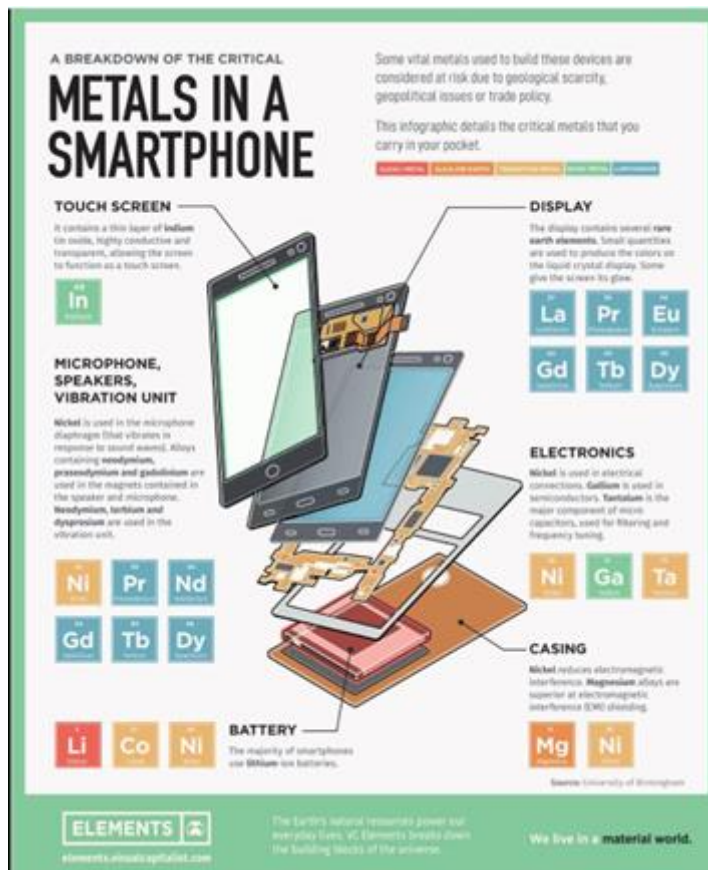 A BREAKDOWN OF THE CRITICAL
METALS IN A
SMARTPHONE
Some vital metals used to build these devices are
considered at risk due to geological scarcity,
geopolitical issues or trade policy.
This infographic details the critical metals that you
carry in your pocket.
TOUCH SCREEN
It contains a thin layer of indium
tin oxide, highly conductive and
transparent, allowing the screen
to function as a touch screen.
In
DISPLAY
The display contains several rare
earth elements. Small quantities
are used to produce the colors on
the liquid crystal display. Some
give the screen its glow.
La Pr Eu
Gd Tb Dy
MICROPHONE,
SPEAKERS,
VIBRATION UNIT
Nickel is used in the microphone
diaphragm (that vibrates in
response to sound waves). Alloys
containing neodymium,
praseodymium and gadolinium are
used in the magnets contained in
the speaker and microphone.
Neodymium, terbium and
dysprosium are used in the
vibration unit.
Ni Pr Nd
Gd Tb Dy
ELECTRONICS
Nickel is used in electrical
connections. Gallium is used in
semiconductors. Tantalum is the
major component of micro
capacitors, used for filtering and
frequency tuning.
Ni Ga Ta
CASING
Nickel reduces electromagnetic
interference. Magnesium alloys are
superior at electromagnetic
interference (EMI) shielding.
Mg Ni
BATTERY
The majority of smartphones
use lithium-ion batteries.
Li Co Ni
Source: University of Birmingham
ELEMENTS
elements.visualcapitalist.com
The Earth's natural resources power our
everyday lives. VC Elements breaks down
the building blocks of the universe.
We live in a material world.